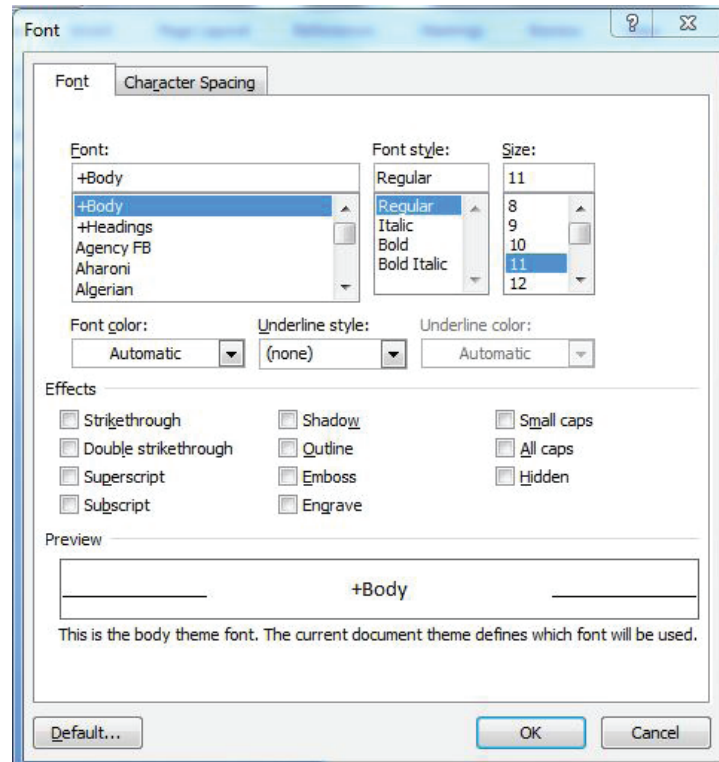 Font
Font Character Spacing
Font: Font style: Size:
+Body Regular 11
+Body Regular 8
+Headings Italic 9
Agency FB Bold 10
Aharoni Bold Italic 11
Algerian 12
Font color: Underline style: Underline color:
Automatic (none) Automatic
Effects
Strikethrough Shadow Small caps
Double strikethrough Outline All caps
Superscript Emboss Hidden
Subscript Engrave
Preview
+Body
This is the body theme font. The current document theme defines which font will be used.
Default... OK Cancel